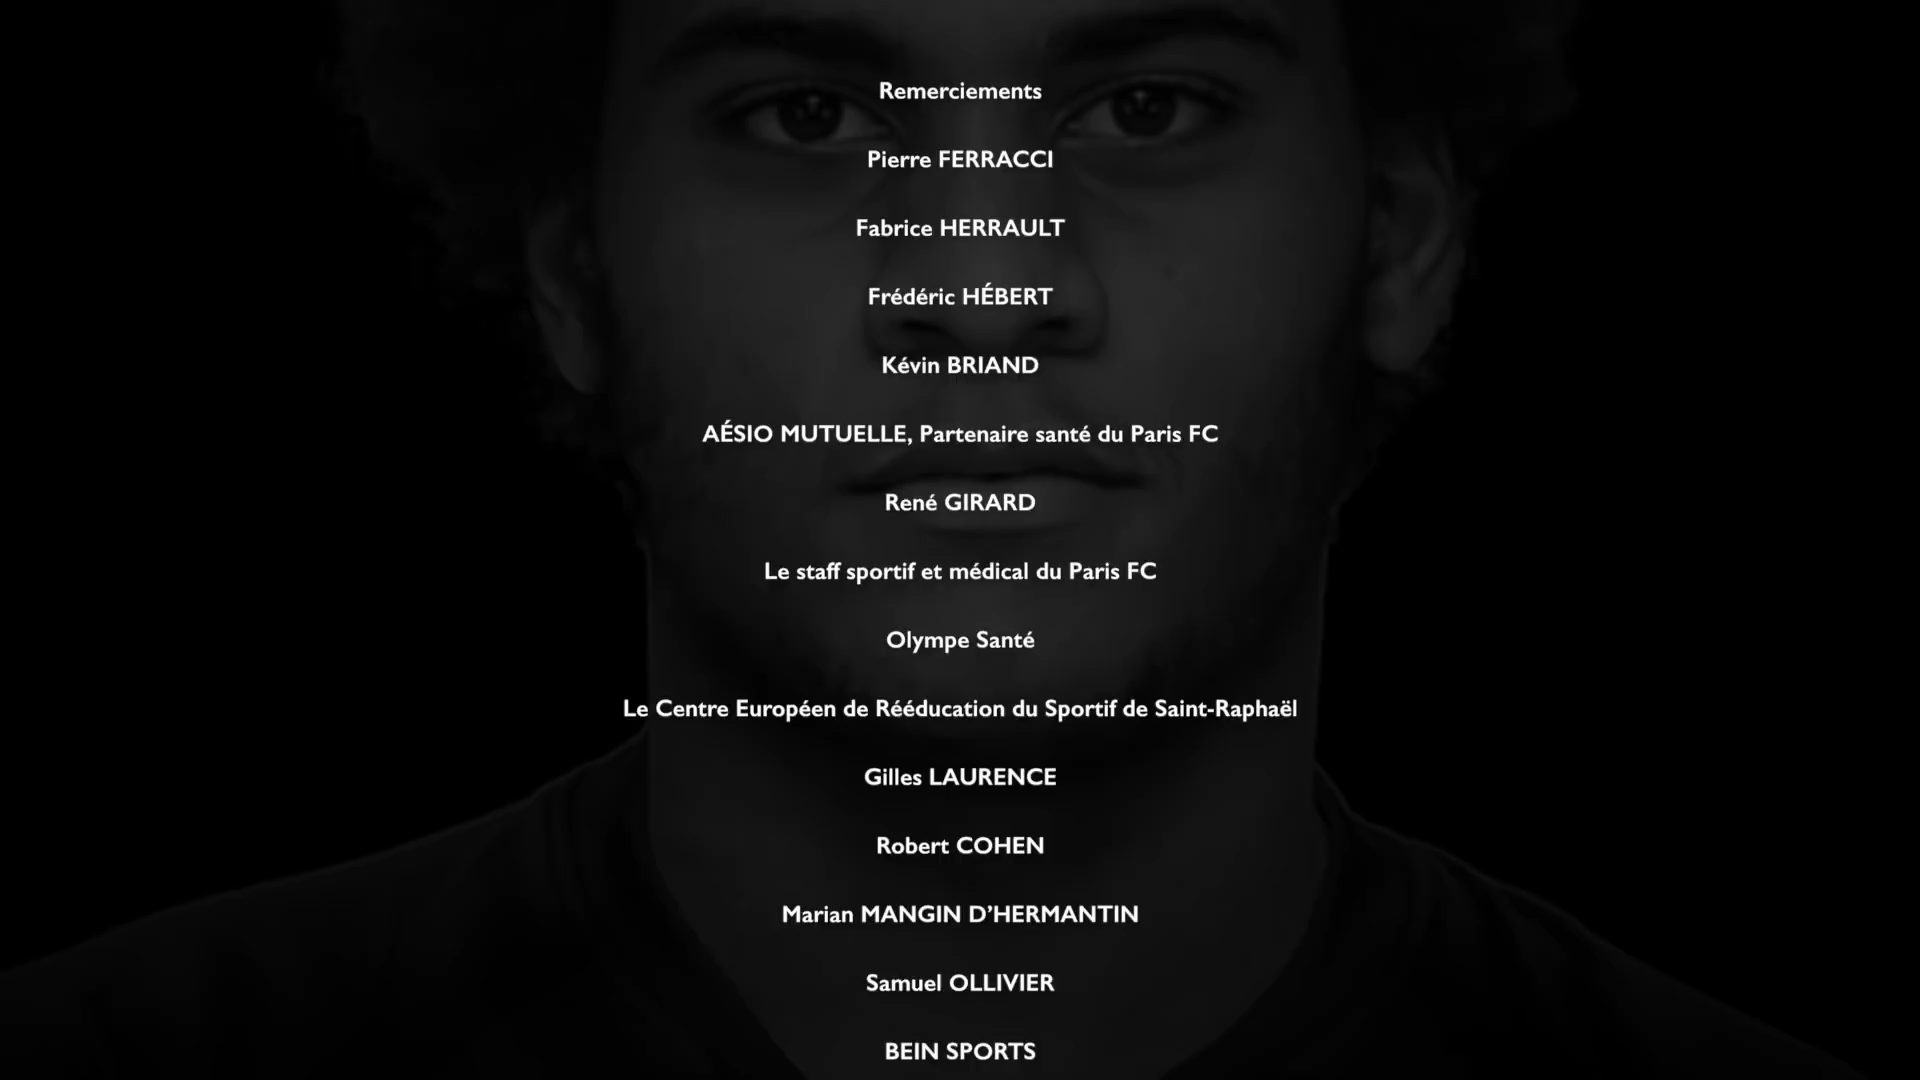 Remerciements
Pierre FERRACCI
Fabrice HERRAULT
Frédéric HÉBERT
Kévin BRIAND
AÉSIO MUTUELLE, Partenaire santé du Paris FC
René GIRARD
Le staff sportif et médical du Paris FC
Olympe Santé
Le Centre Européen de Rééducation du Sportif de Saint-Raphaël
Gilles LAURENCE
Robert COHEN
Marian MANGIN D’HERMANTIN
Samuel OLLIVIER
BEIN SPORTS